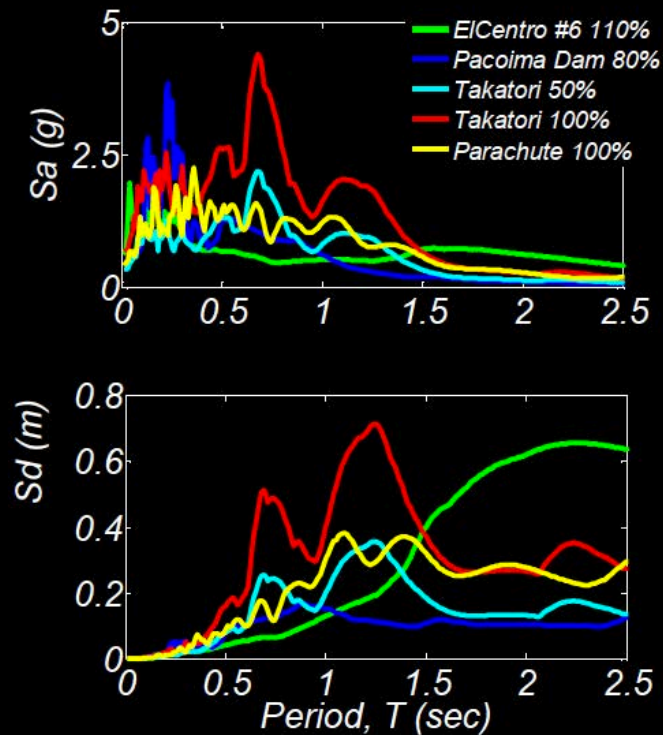 5
ElCentro #6 110%
Pacoima Dam 80%
Takatori 50%
Takatori 100%
Parachute 100%
Sa (g)
2.5
0
0 0.5 1 1.5 2 2.5
0.8
0.6
Sd (m)
0.4
0.2
0
0 0.5 1 1.5 2 2.5
Period, T (sec)